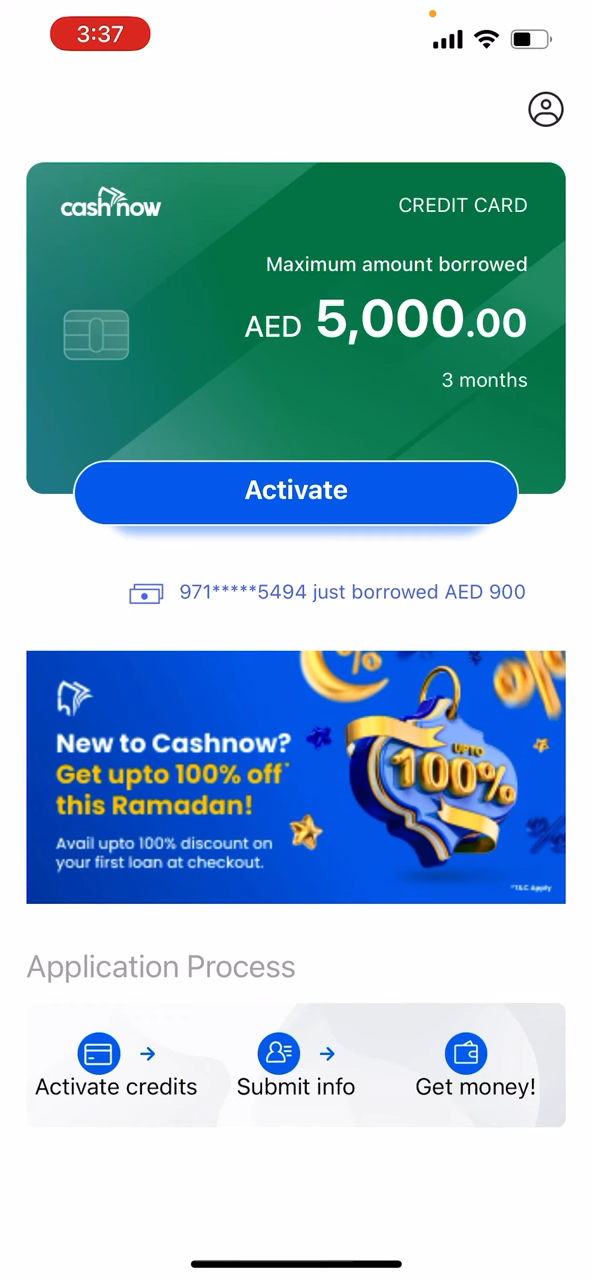 3:37
cash now
CREDIT CARD
Maximum amount borrowed
AED 5,000.00
3 months
Activate
971*****5494 just borrowed AED 900
New to Cashnow?
Get upto 100% off*
this Ramadan!
Avail upto 100% discount on
your first loan at checkout.
UPTO
100%
*T&C Apply
Application Process
Activate credits
Submit info
Get money!